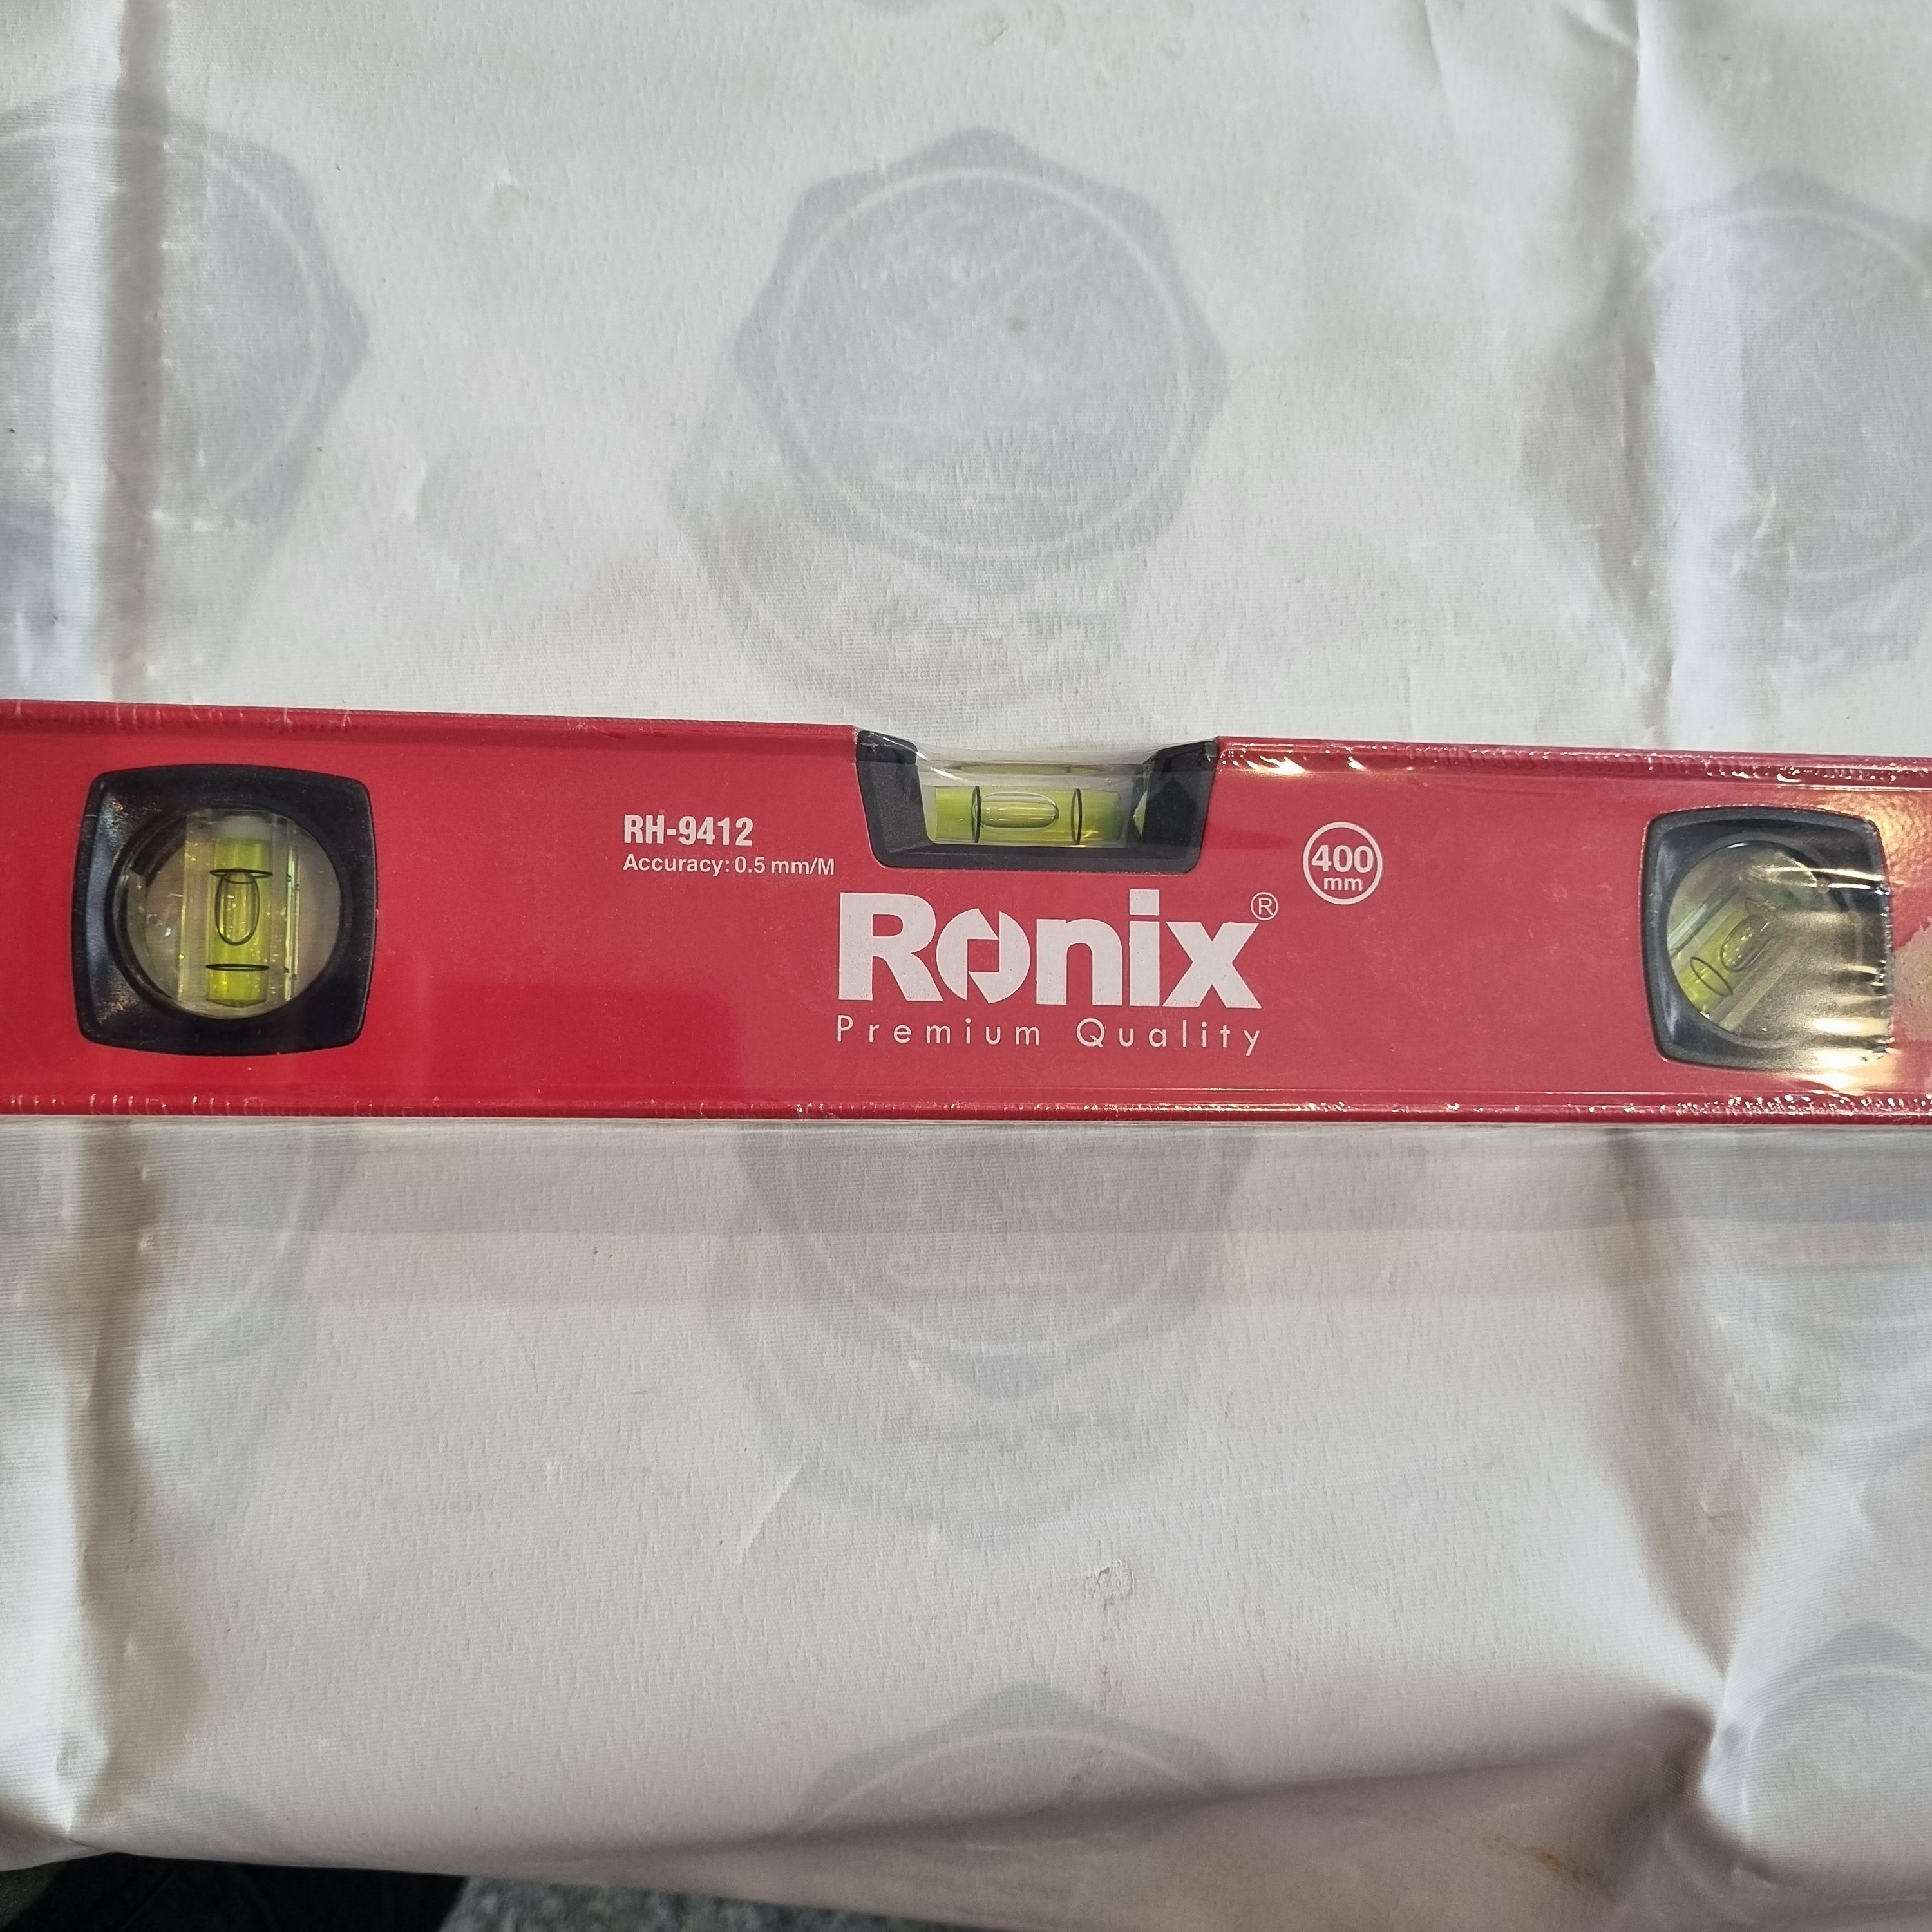 RH-9412
Accuracy: 0.5 mm/M
400
mm
Ronix®
Premium Quality